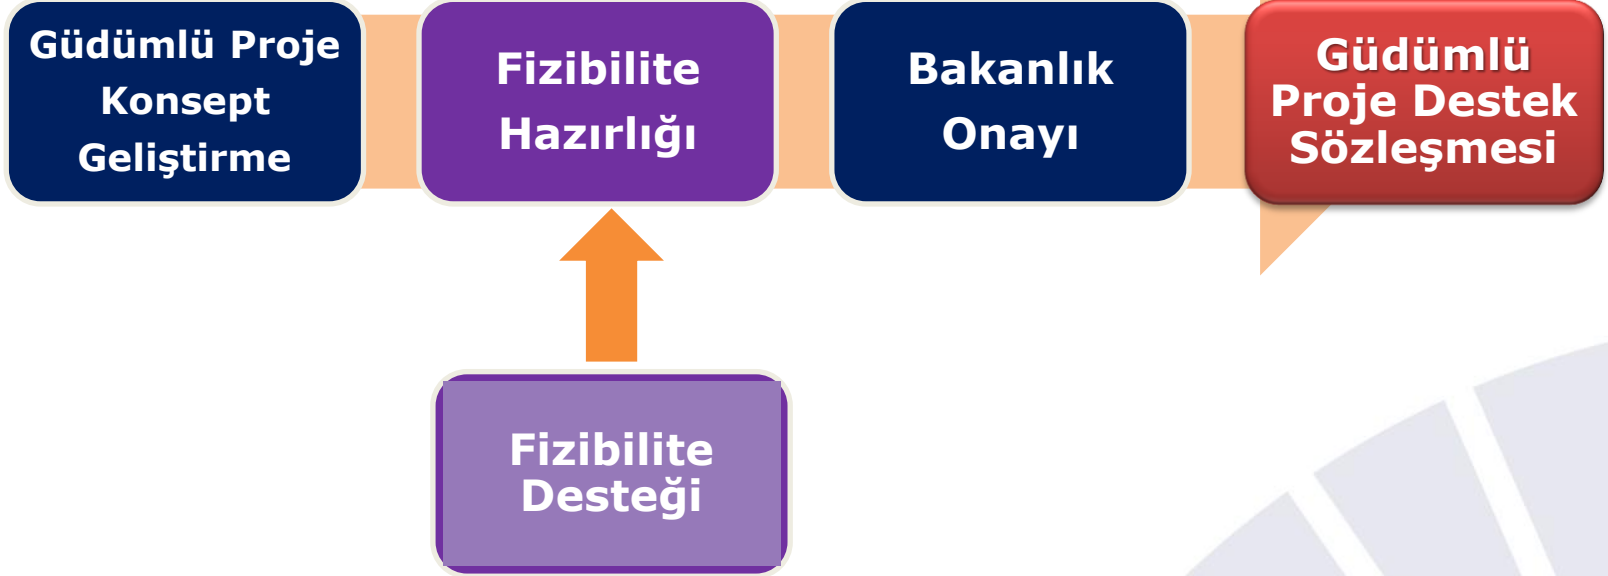 Güdümlü Proje
Konsept
Geliştirme
Fizibilite
Hazırlığı
Bakanlık
Onayı
Güdümlü
Proje Destek
Sözleşmesi
Fizibilite
Desteği